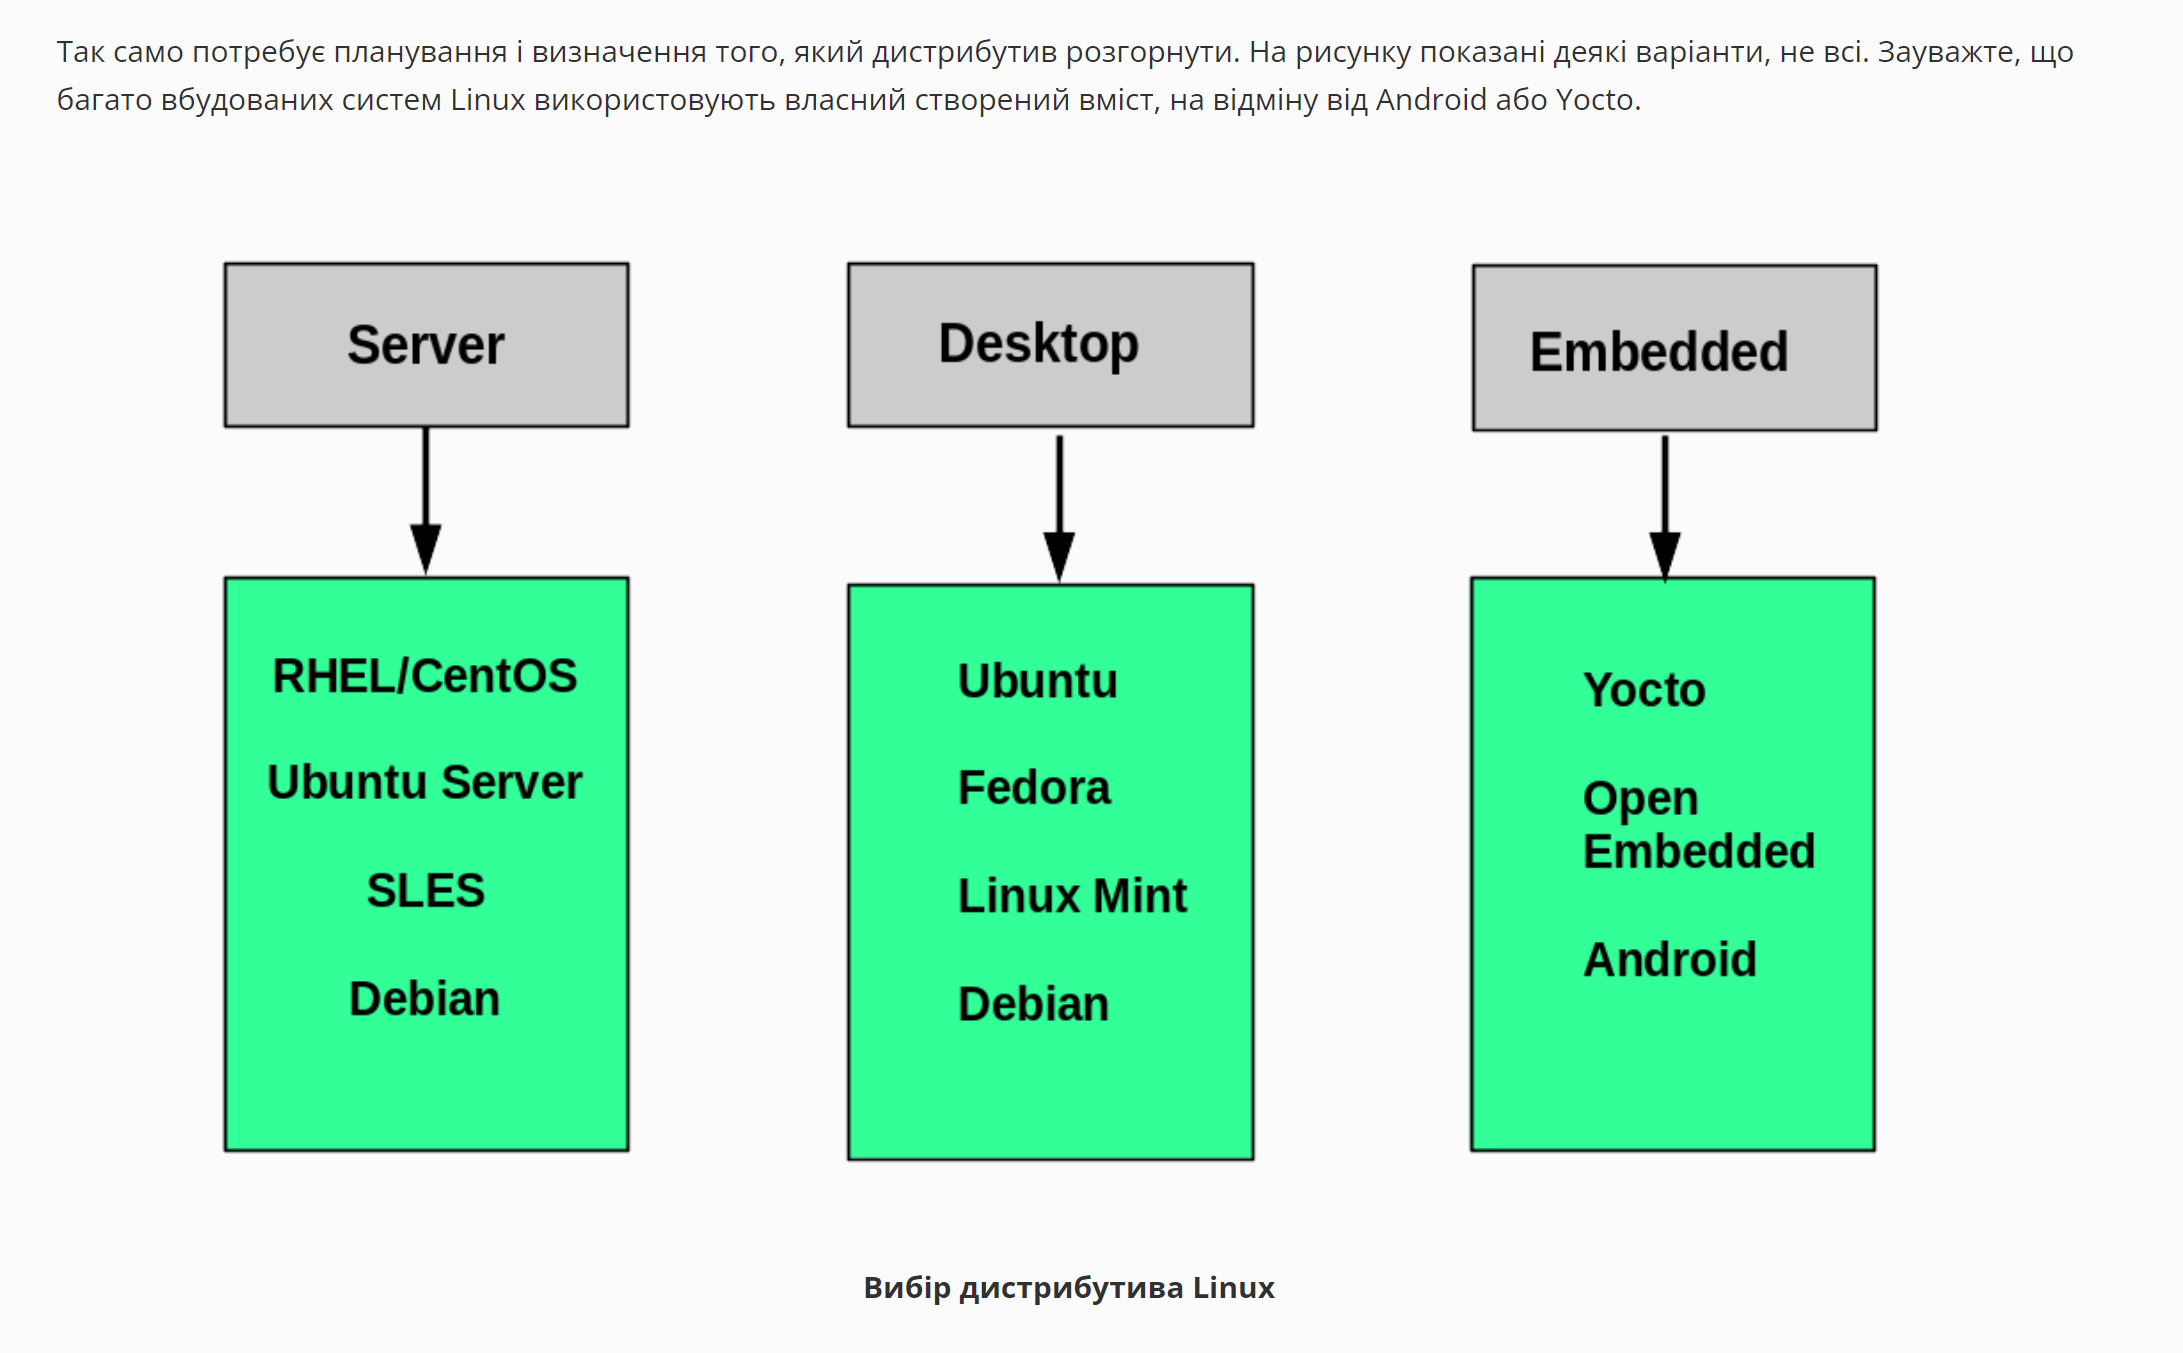 Так само потребує планування і визначення того, який дистрибутив розгорнути. На рисунку показані деякі варіанти, не всі. Зауважте, що
багато вбудованих систем Linux використовують власний створений вміст, на відміну від Android або Yocto.
Server
RHEL/CentOS
Ubuntu Server
SLES
Debian
Desktop
Ubuntu
Fedora
Linux Mint
Debian
Embedded
Yocto
Open
Embedded
Android
Вибір дистрибутива Linux